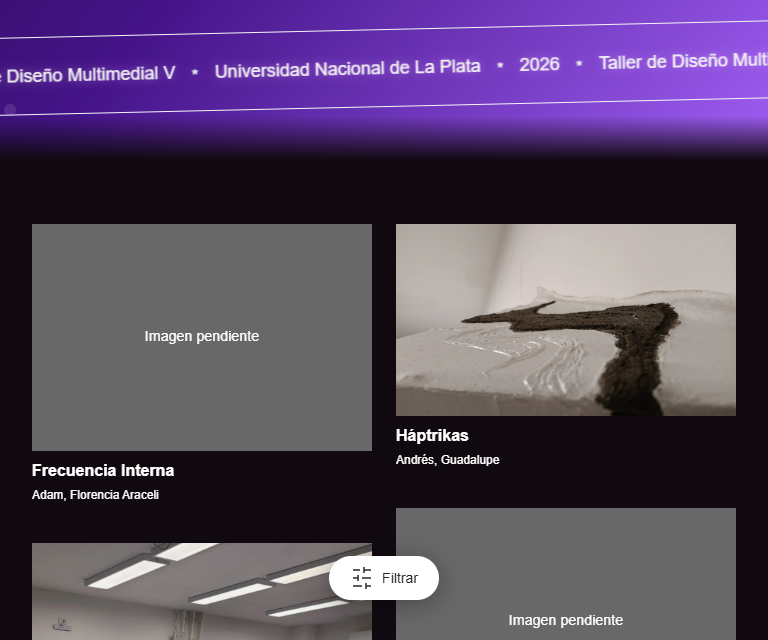 Diseño Multimedial V * Universidad Nacional de La Plata * 2026 * Taller de Diseño
Imagen pendiente
Frecuencia Interna
Adam, Florencia Araceli
Háptrikas
Andrés, Guadalupe
Imagen pendiente
Filtrar